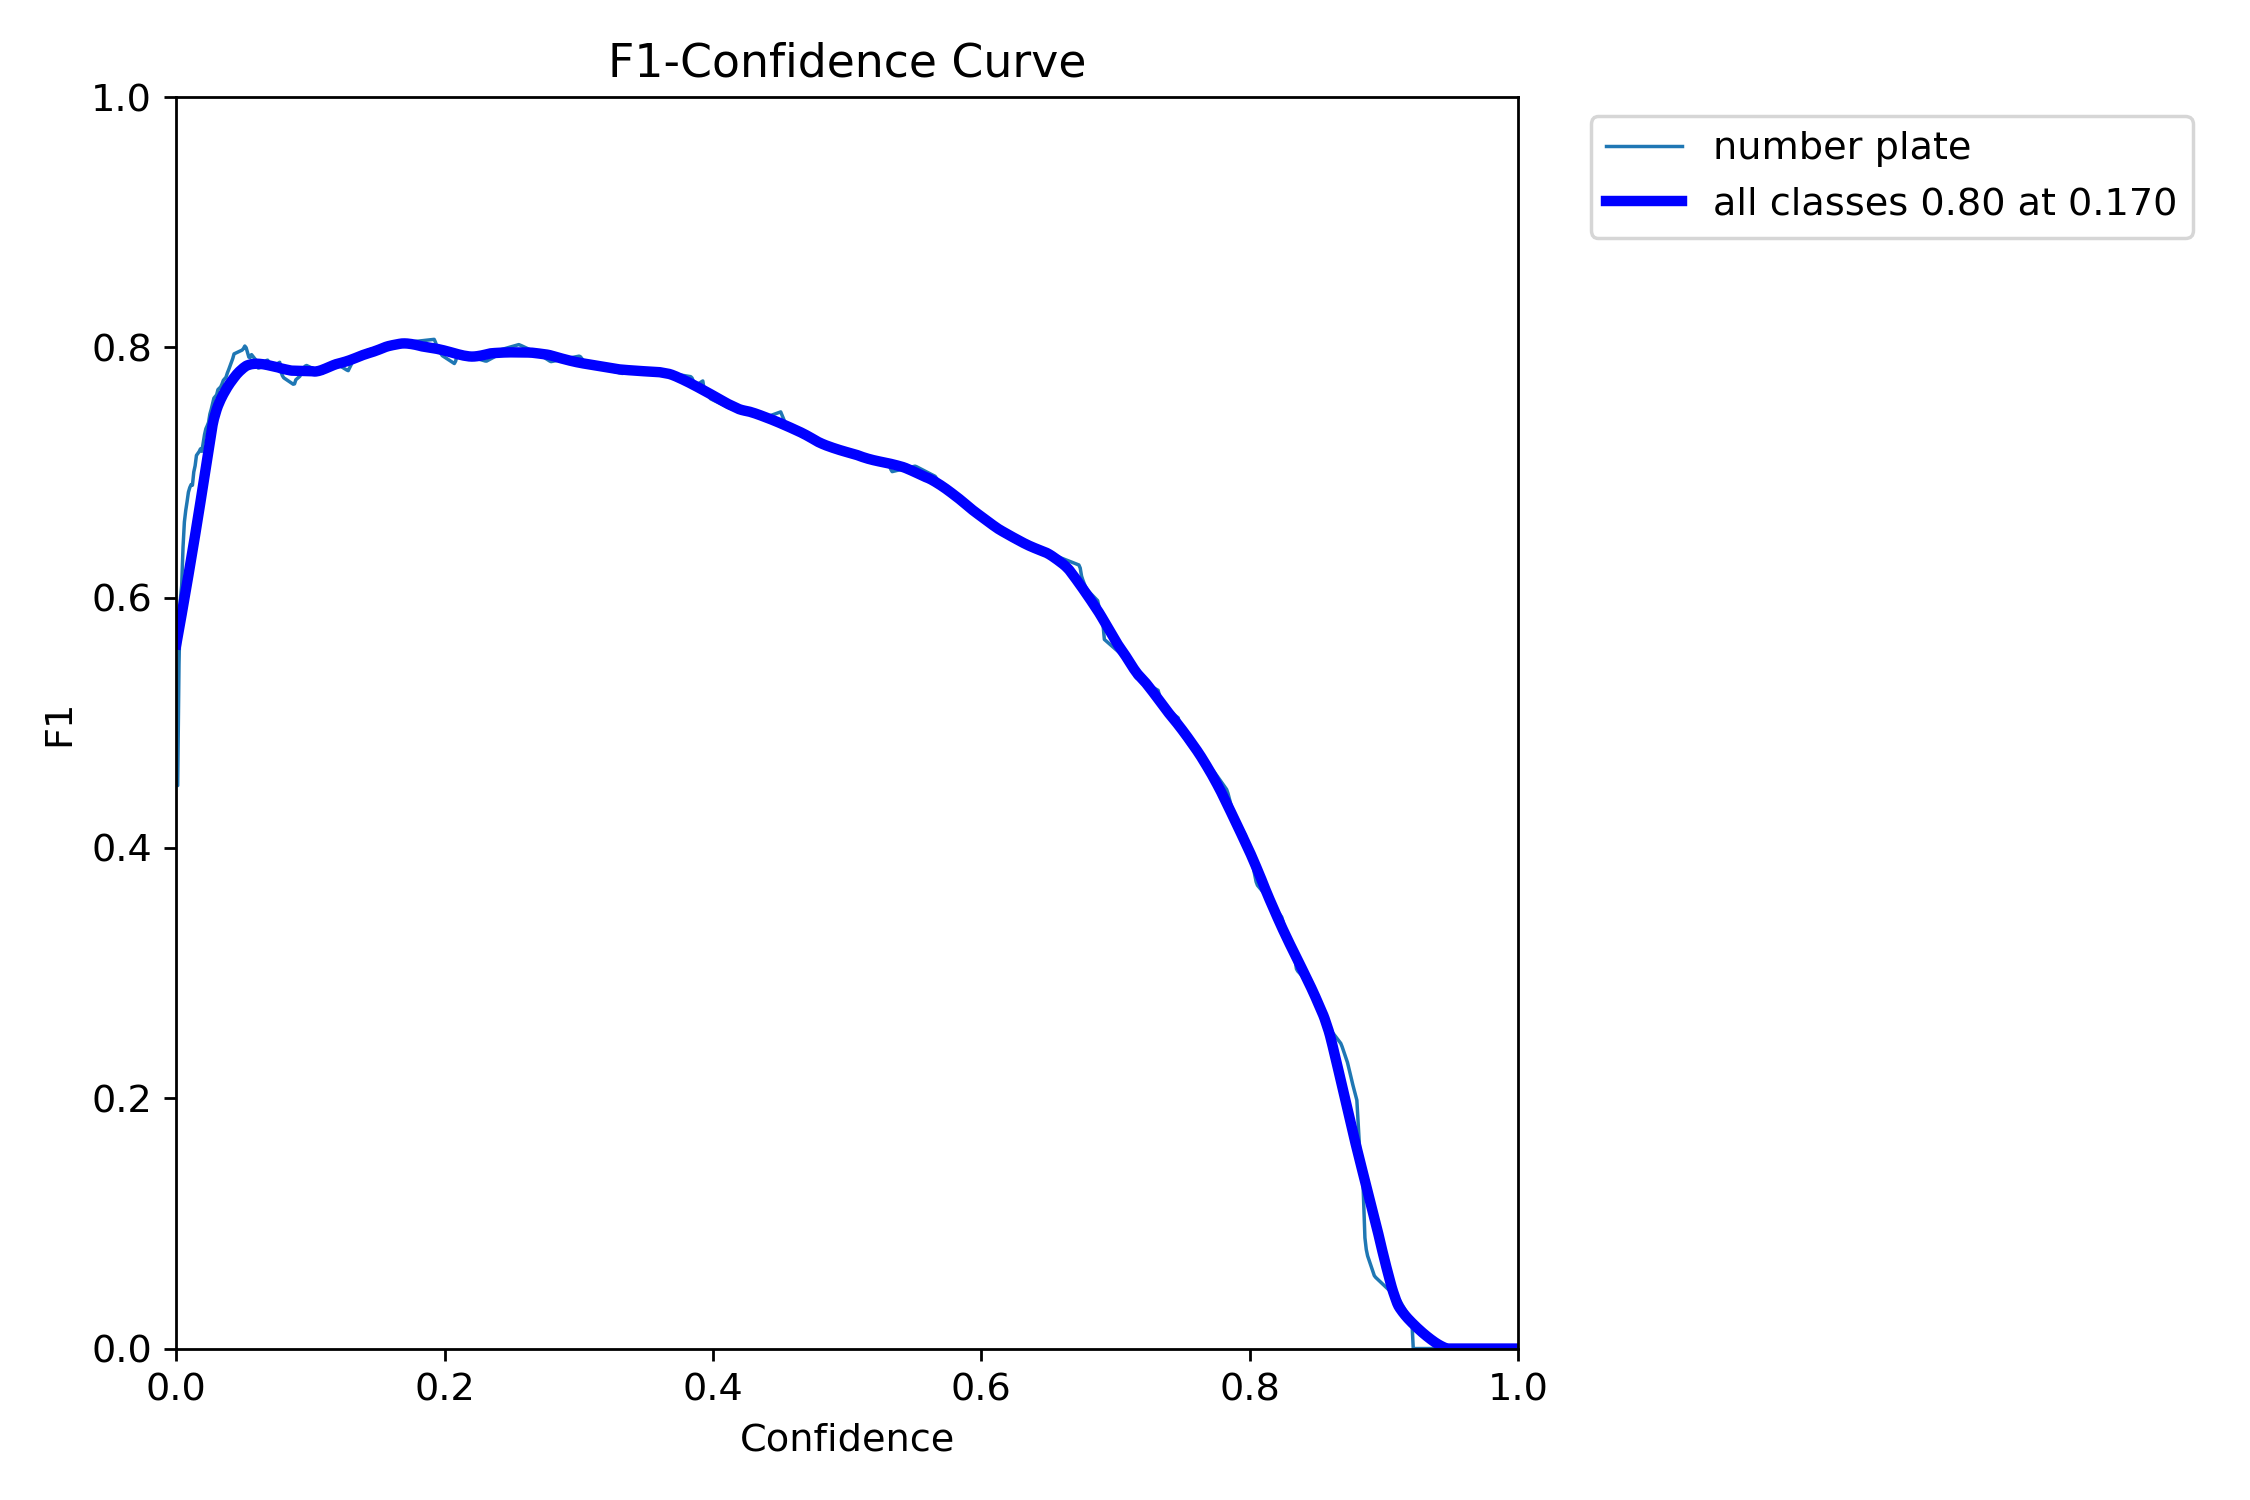 F1-Confidence Curve
number plate
all classes 0.80 at 0.170
1.0
0.8
0.6
0.4
0.2
0.0
F1
0.0 0.2 0.4 0.6 0.8 1.0
Confidence